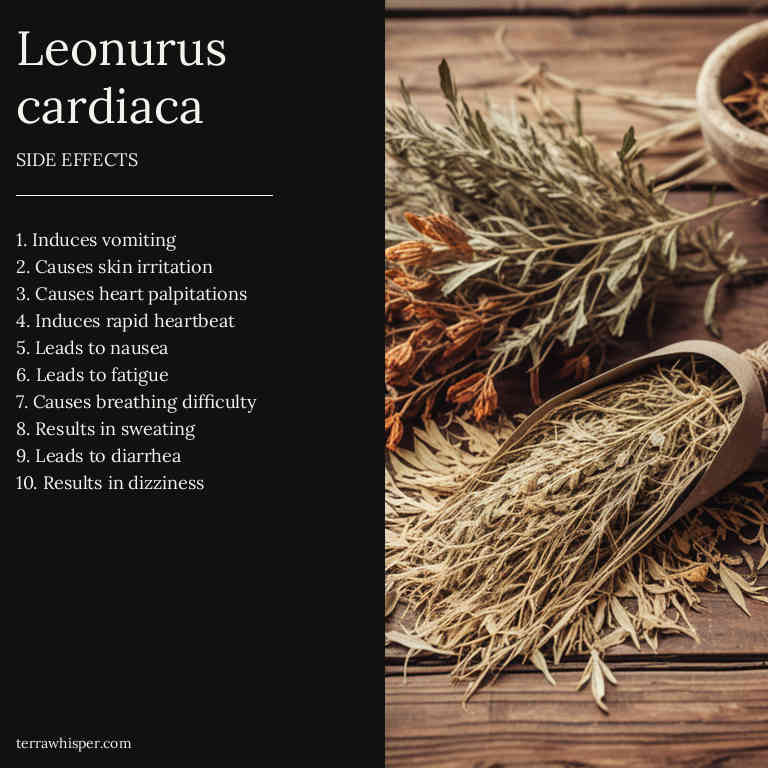 Leonurus
cardiaca
SIDE EFFECTS
1. Induces vomiting
2. Causes skin irritation
3. Causes heart palpitations
4. Induces rapid heartbeat
5. Leads to nausea
6. Leads to fatigue
7. Causes breathing difficulty
8. Results in sweating
9. Leads to diarrhea
10. Results in dizziness
terrawhisper.com